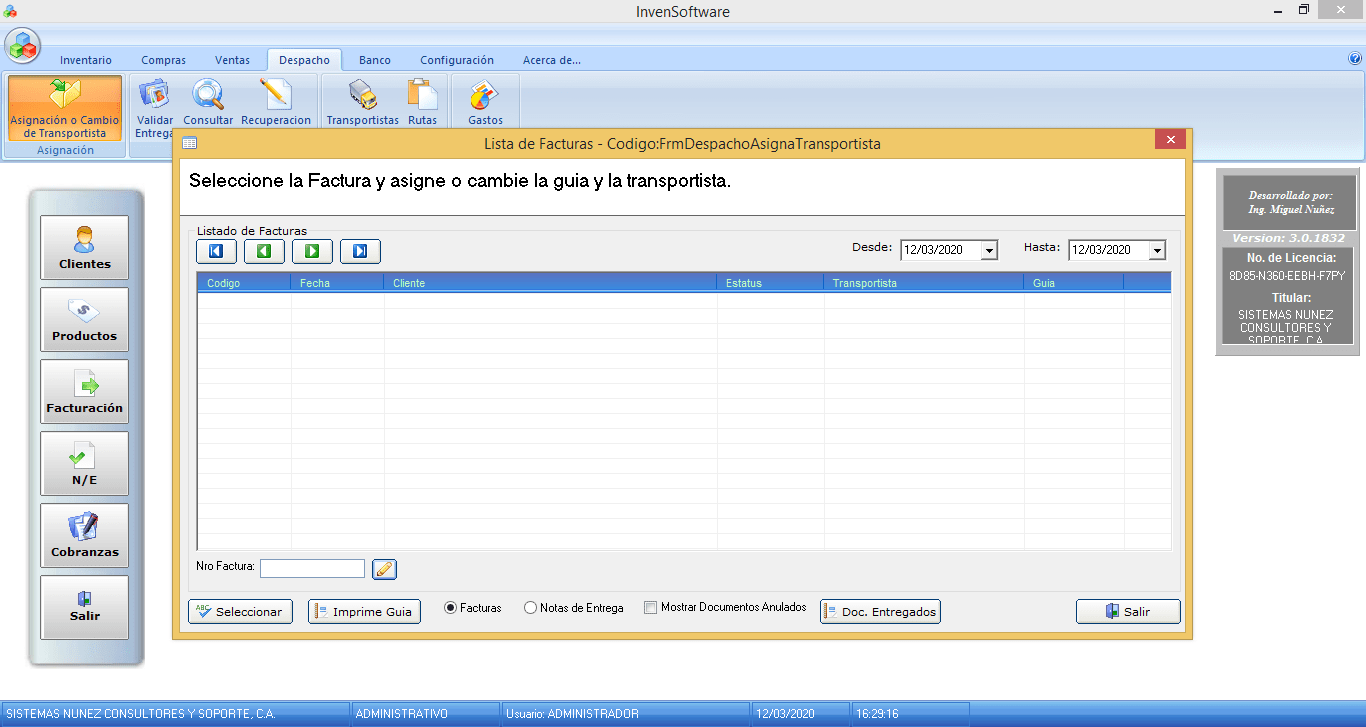 InvenSoftware
Inventario
Compras
Ventas
Despacho
Banco
Configuración
Acerca de...
Asignación o Cambio
de Transportista
Asignación
Validar
Entrega
Consultar
Recuperacion
Transportistas
Rutas
Gastos
Lista de Facturas - Codigo:FrmDespachoAsignaTransportista
Seleccione la Factura y asigne o cambie la guia y la transportista.
Clientes
Productos
Facturación
N/E
Cobranzas
Salir
Listado de Facturas
Desde: 12/03/2020
Hasta: 12/03/2020
Codigo Fecha Cliente Estatus Transportista Guia
Nro Factura:
ABC Seleccionar
Imprime Guia
Facturas
Notas de Entrega
Mostrar Documentos Anulados
Doc. Entregados
Salir
Desarrollado por:
Ing. Miguel Nuñez
Version: 3.0.1832
No. de Licencia:
8D85-N360-EEBH-F7PY
Titular:
SISTEMAS NUNEZ
CONSULTORES Y
SOPORTE, C.A.
SISTEMAS NUNEZ CONSULTORES Y SOPORTE, C.A.
ADMINISTRATIVO
Usuario: ADMINISTRADOR
12/03/2020
16:29:16